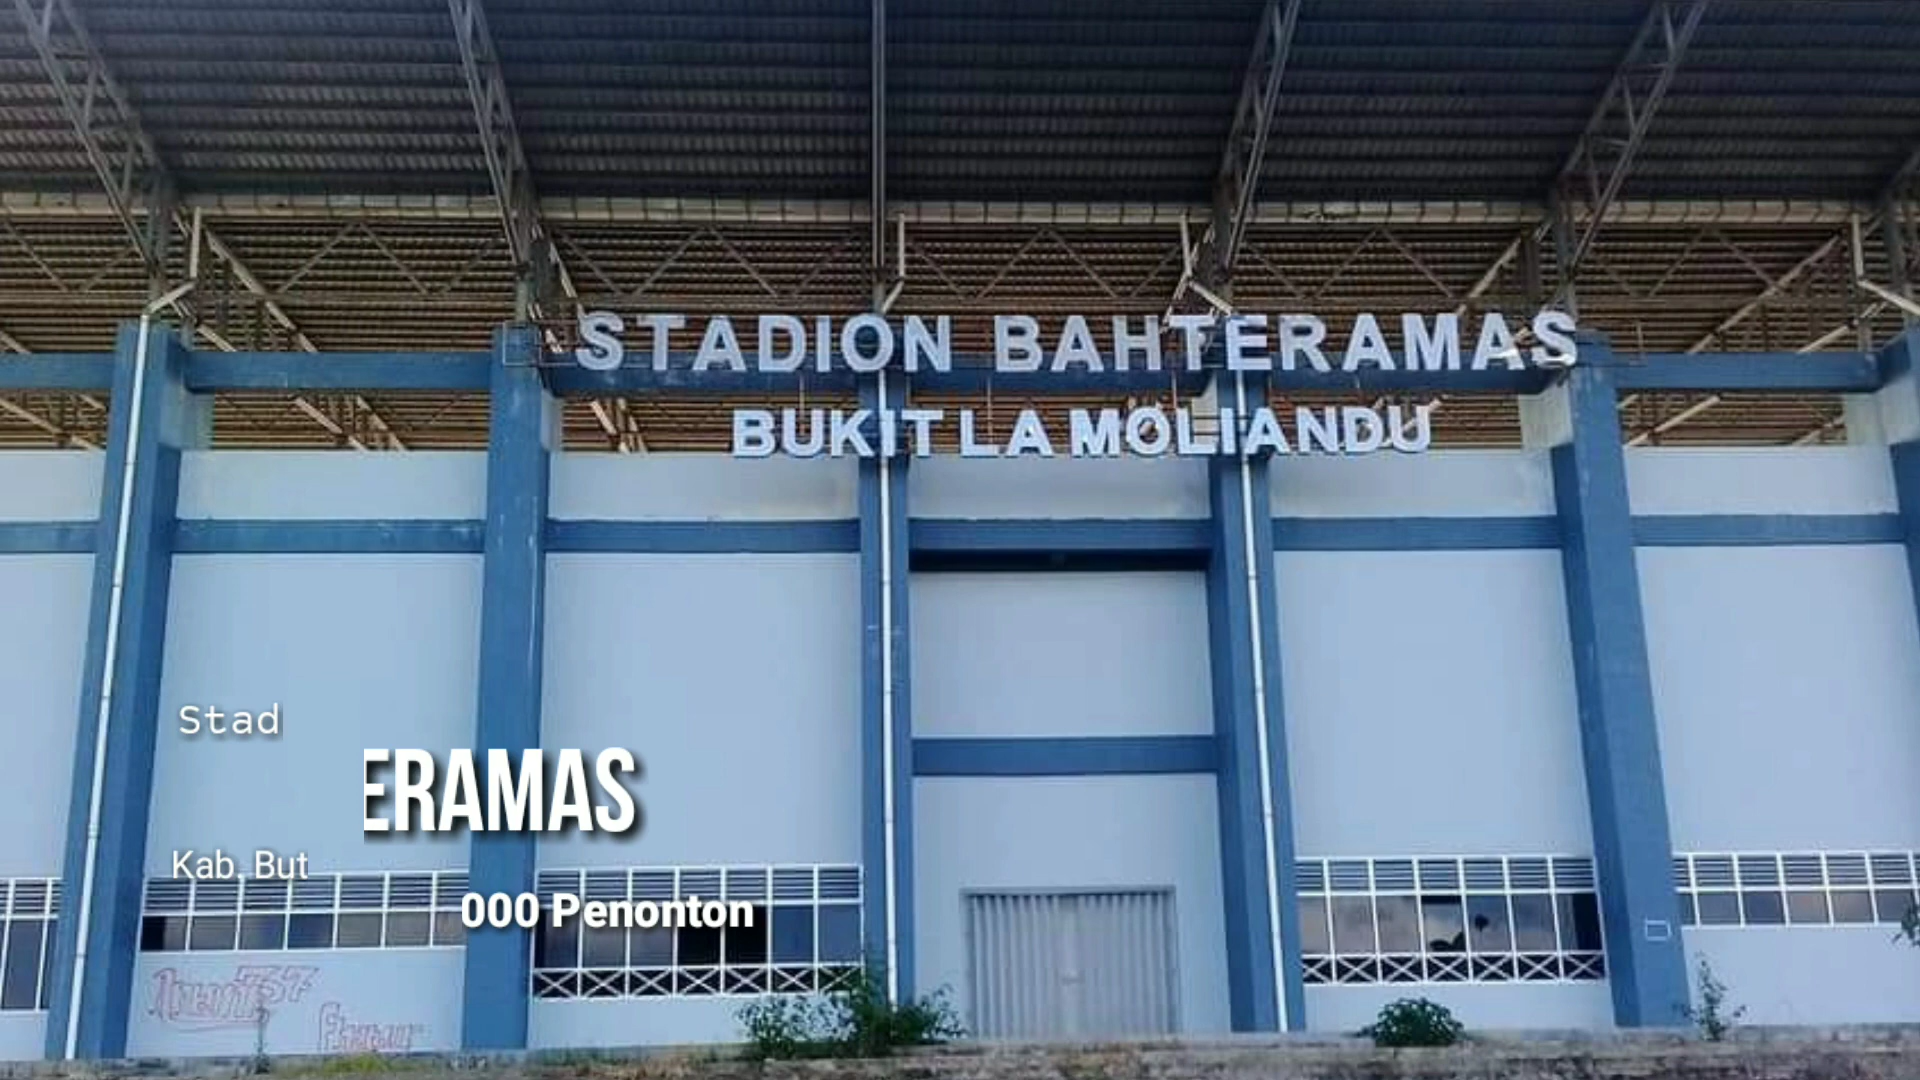 STADION BAHTERAMAS
BUKIT LA MOLIANDU
Stad
ERAMAS
Kab. But
000 Penonton